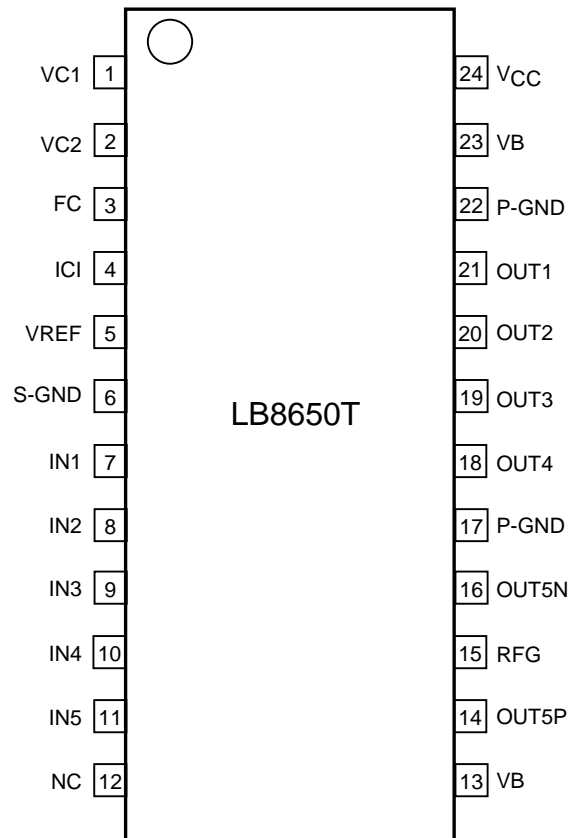 VC1 1 24 VCC
VC2 2 23 VB
FC 3 22 P-GND
ICI 4 21 OUT1
VREF 5 20 OUT2
S-GND 6 19 OUT3
LB8650T
IN1 7 18 OUT4
IN2 8 17 P-GND
IN3 9 16 OUT5N
IN4 10 15 RFG
IN5 11 14 OUT5P
NC 12 13 VB